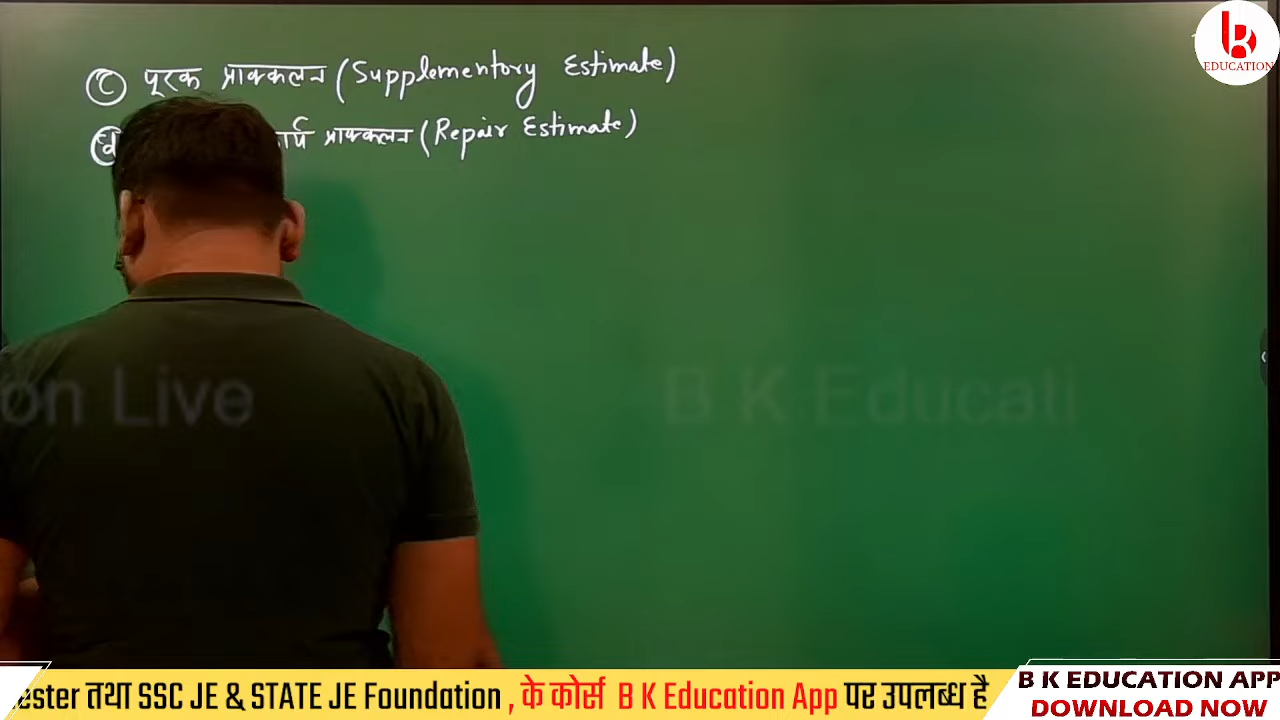 B
EDUCATION
C पूरक प्राक्कलन (Supplementory Estimate)
प्राक्कलन (Repair Estimate)
on Live
B K Educati
ester तथा SSC JE & STATE JE Foundation , के कोर्स B K Education App पर उपलब्ध है
B K EDUCATION APP
DOWNLOAD NOW